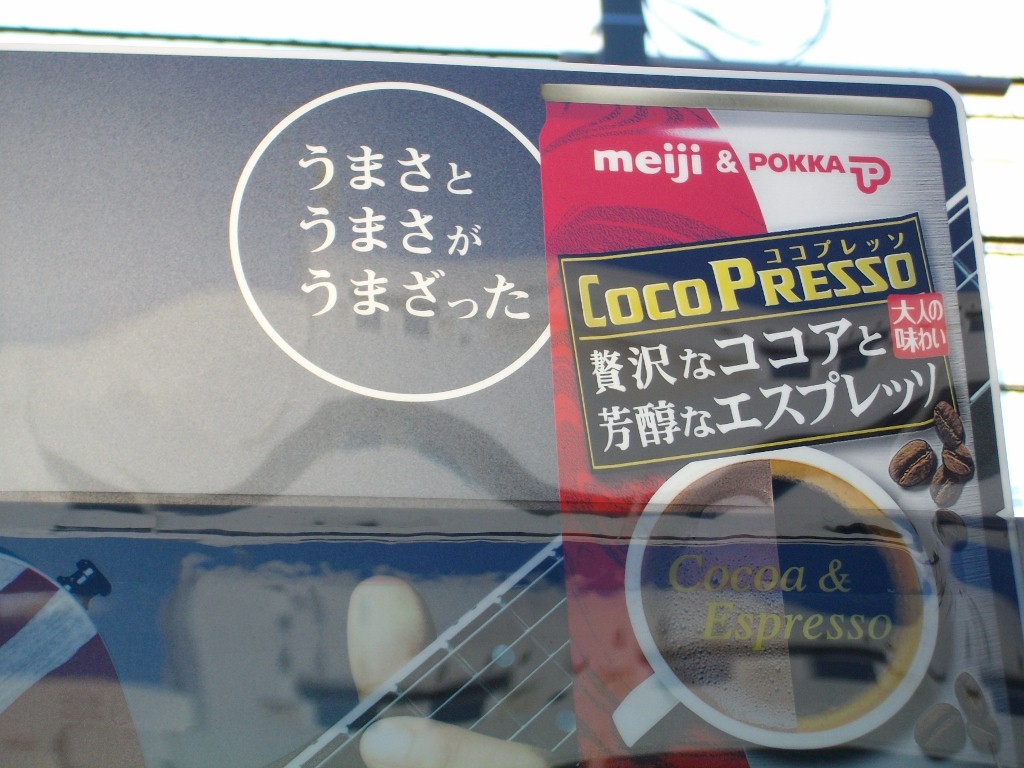 うまさと
うまさが
うまざった
meiji & POKKA P
ココプレッソ
COCOPRESSO
大人の
味わい
贅沢なココアと
芳醇なエスプレッソ
Cocoa &
Espresso